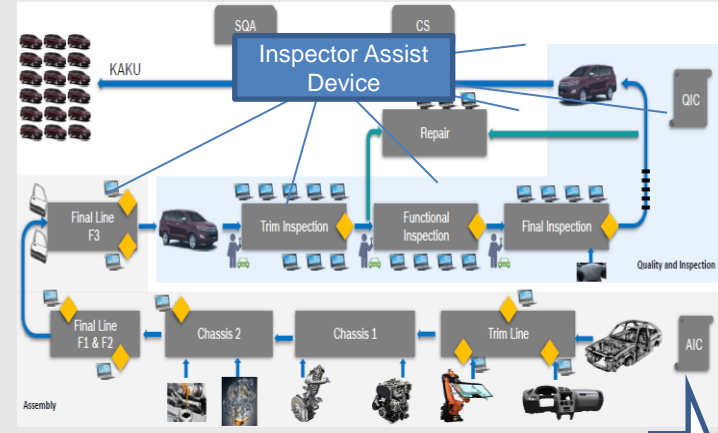 SQA
CS
Inspector Assist
Device
KAKU
QIC
Repair
Final Line
F3
Trim Inspection
Functional
Inspection
Final Inspection
Quality and Inspection
Final Line
F1 & F2
Chassis 2
Chassis 1
Trim Line
AIC
Assembly